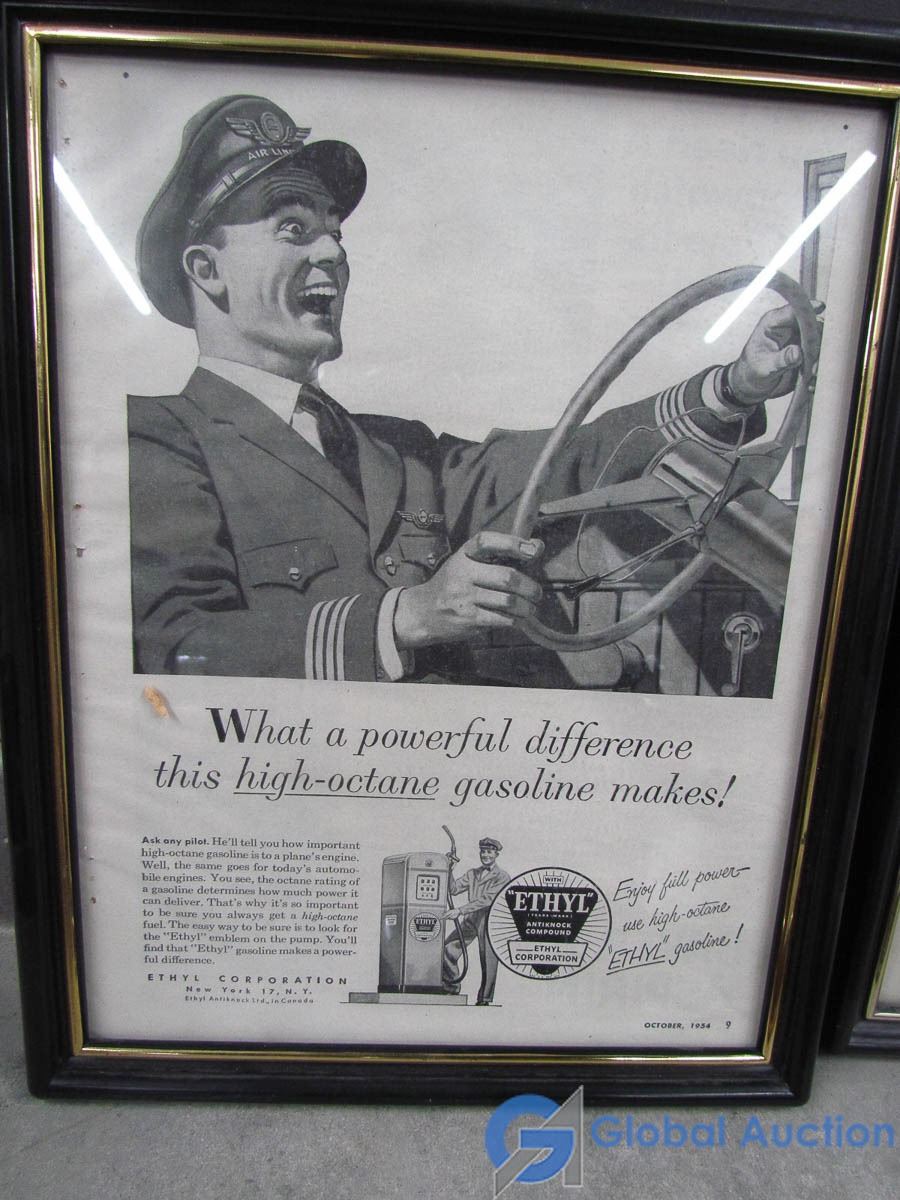 AIR LIN
What a powerful difference
this high-octane gasoline makes!
Ask any pilot. He'll tell you how important
high-octane gasoline is to a plane's engine.
Well, the same goes for today's automo-
bile engines. You see, the octane rating of
a gasoline determines how much power it
can deliver. That's why it's so important
to be sure you always get a high-octane
fuel. The easy way to be sure is to look for
the "Ethyl" emblem on the pump. You'll
find that "Ethyl" gasoline makes a power-
ful difference.
ETHYL CORPORATION
New York 17, N.Y.
Ethyl Antiknock Ltd., in Canada
ETHYL
WITH
"ETHYL"
TRADE-MARK
ANTIKNOCK
COMPOUND
ETHYL
CORPORATION
Enjoy full power—
use high-octane
"ETHYL" gasoline!
OCTOBER, 1954 9
GA Global Auction